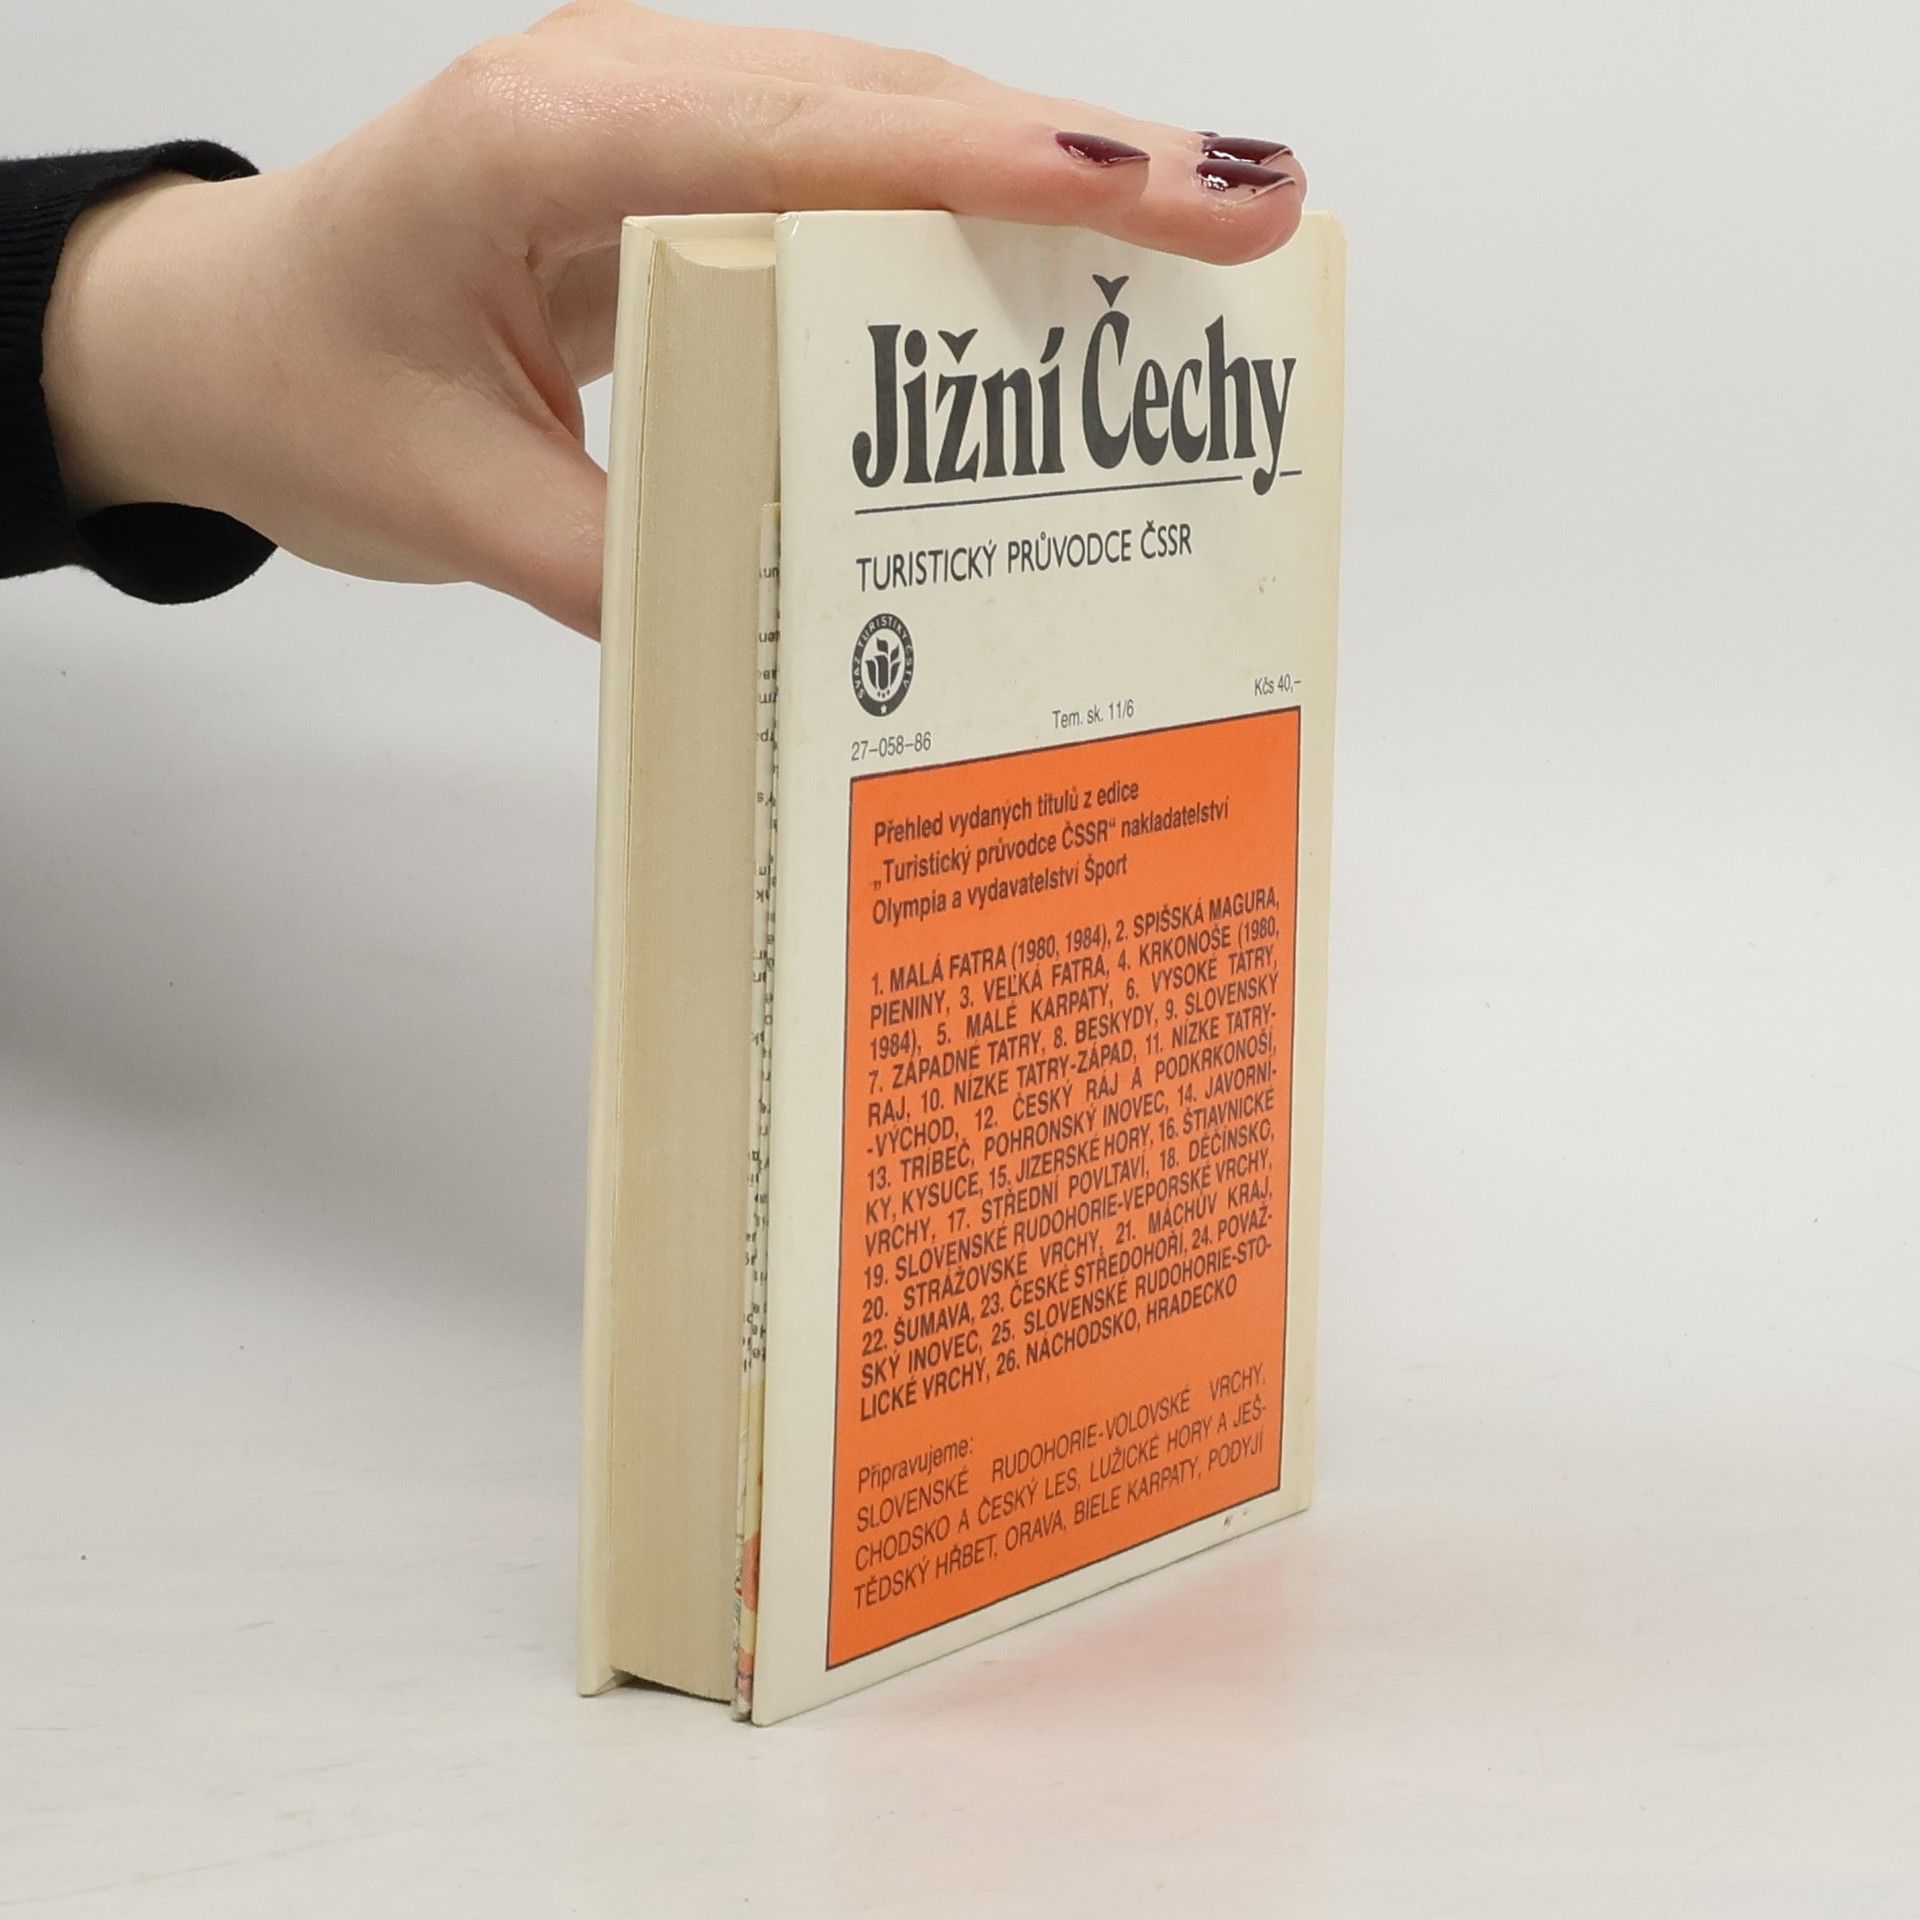 Jižní Čechy
TURISTICKÝ PRŮVODCE ČSSR
SVAZ TURISTIKY ČSTV
Kčs 40,–
Tem. sk. 11/6
27–058–86
Přehled vydaných titulů z edice
„Turistický průvodce ČSSR“ nakladatelství
Olympia a vydavatelství Šport
1. MALÁ FATRA (1980, 1984), 2. SPIŠSKÁ MAGURA,
PIENINY, 3. VEĽKÁ FATRA, 4. KRKONOŠE (1980,
1984), 5. MALÉ KARPATY, 6. VYSOKÉ TATRY,
7. ZÁPADNÉ TATRY, 8. BESKYDY, 9. SLOVENSKÝ
RAJ, 10. NÍZKE TATRY-ZÁPAD, 11. NÍZKE TATRY-
-VÝCHOD, 12. ČESKÝ RÁJ A PODKRKONOŠÍ,
13. TRÍBEČ, POHRONSKÝ INOVEC, 14. JAVORNÍ-
KY, KYSUCE, 15. JIZERSKÉ HORY, 16. ŠTIAVNICKÉ
VRCHY, 17. STŘEDNÍ POVLTAVÍ, 18. DĚČÍNSKO,
19. SLOVENSKÉ RUDOHORIE-VEPORSKÉ VRCHY,
20. STRÁŽOVSKÉ VRCHY, 21. MÁCHŮV KRAJ,
22. ŠUMAVA, 23. ČESKÉ STŘEDOHOŘÍ, 24. POVAŽ-
SKÝ INOVEC, 25. SLOVENSKÉ RUDOHORIE-STO-
LICKÉ VRCHY, 26. NÁCHODSKO, HRADECKO
Připravujeme:
SLOVENSKÉ RUDOHORIE-VOLOVSKÉ VRCHY,
CHODSKO A ČESKÝ LES, LUŽICKÉ HORY A JEŠ-
TĚDSKÝ HŘBET, ORAVA, BIELE KARPATY, PODYJÍ